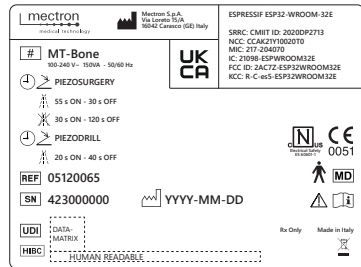 mectron
medical technology
Mectron S.p.A.
Via Loreto 15/A
16042 Carasco (GE) Italy
ESPRESSIF ESP32-WROOM-32E
SRRC: CMIIT ID: 2020DP2713
NCC: CCAK21Y10020T0
MIC: 217-204070
IC: 21098-ESPWROOM32E
FCC ID: 2AC7Z-ESP32WROOM32E
KCC: R-C-es5-ESP32WROOM32E
# MT-Bone
100-240 V~ 150VA - 50/60 Hz
UK
CA
PIEZOSURGERY
55 s ON - 30 s OFF
30 s ON - 120 s OFF
PIEZODRILL
20 s ON - 40 s OFF
N US
Electrical Safety
CE
0051
REF 05120065
MD
SN 423000000
YYYY-MM-DD
UDI
DATA-
MATRIX
Rx Only Made in Italy
HIBC
HUMAN READABLE